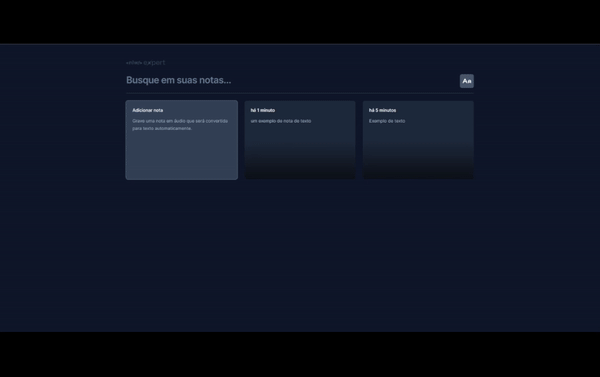 expert
Busque em suas notas...
Aa
Adicionar nota
Grave uma nota em áudio que será convertida
para texto automaticamente.
há 1 minuto
um exemplo de nota de texto
há 5 minutos
Exemplo de texto